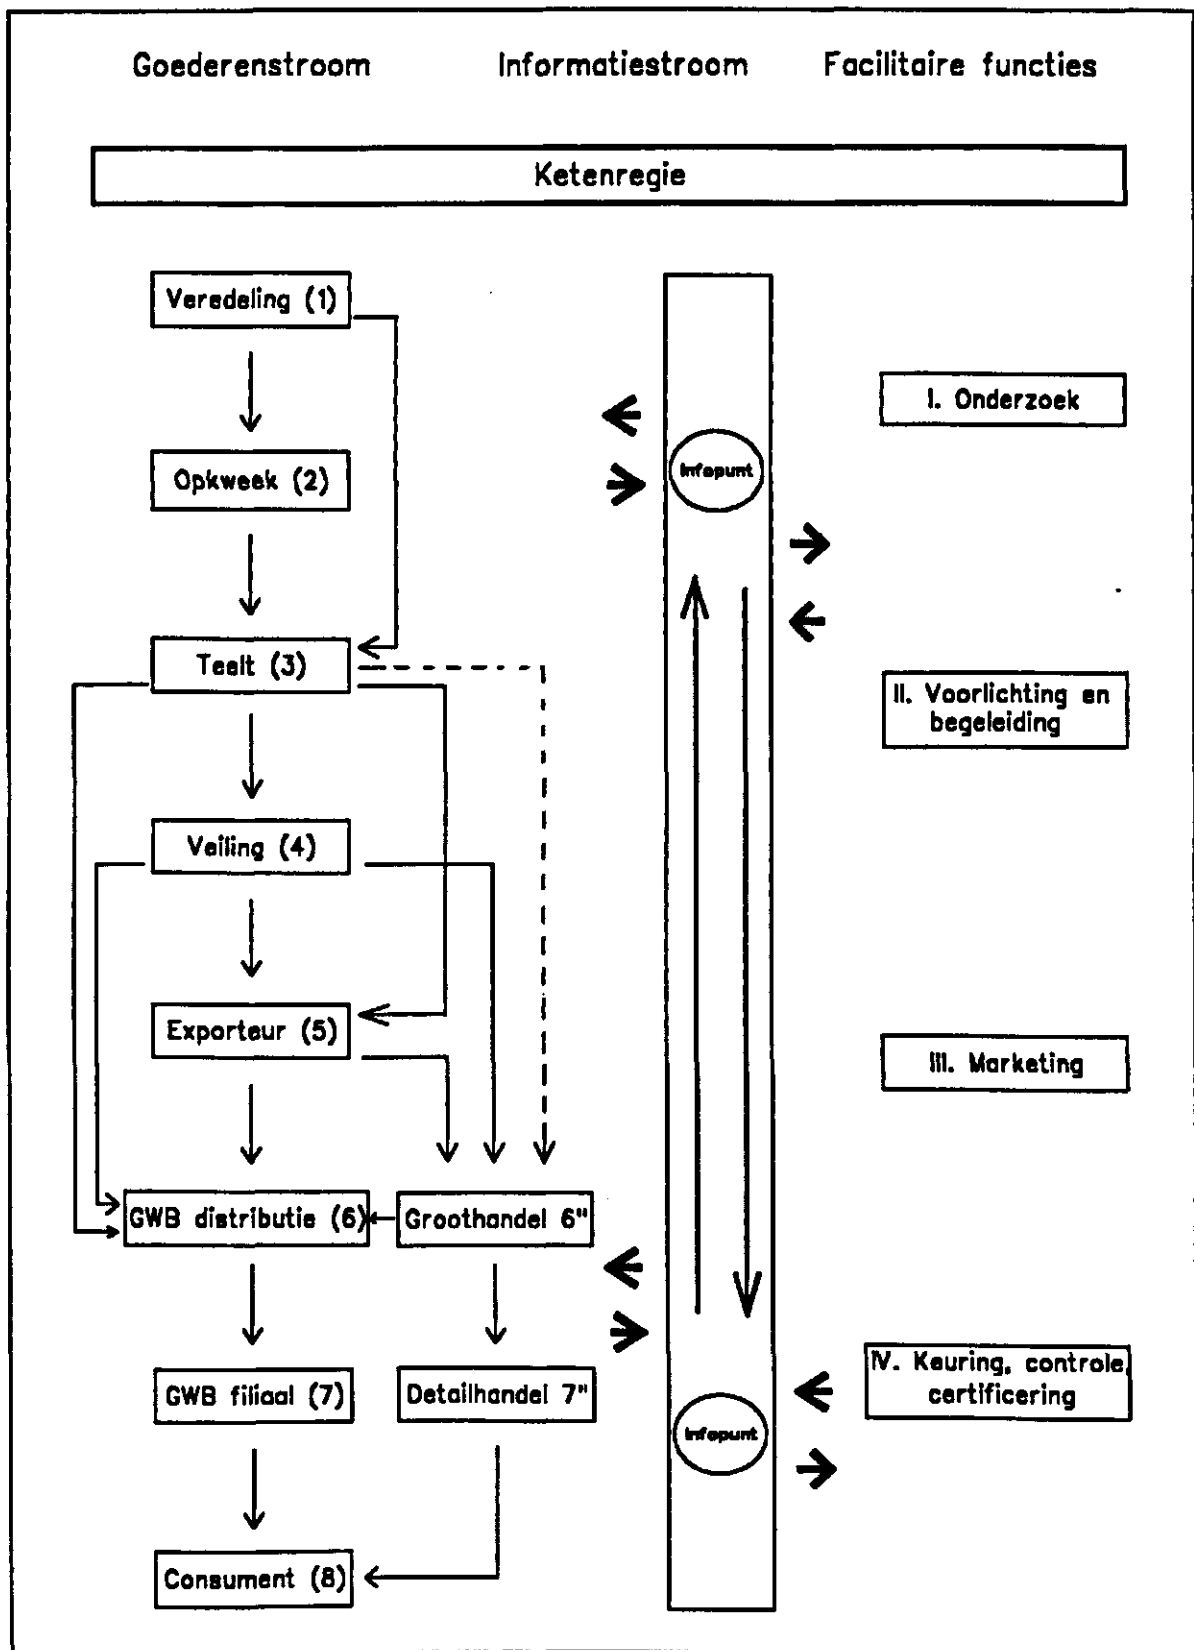 Goederenstroom Informatiestroom Facilitaire functies
Ketenregie
Veredeling (1)
I. Onderzoek
Opkweek (2)
Infopunt
Teelt (3)
II. Voorlichting en
begeleiding
Veiling (4)
Exporteur (5)
III. Marketing
GWB distributie (6)
Groothandel 6"
IV. Keuring, controle,
certificering
GWB filiaal (7)
Detailhandel 7"
Infopunt
Consument (8)